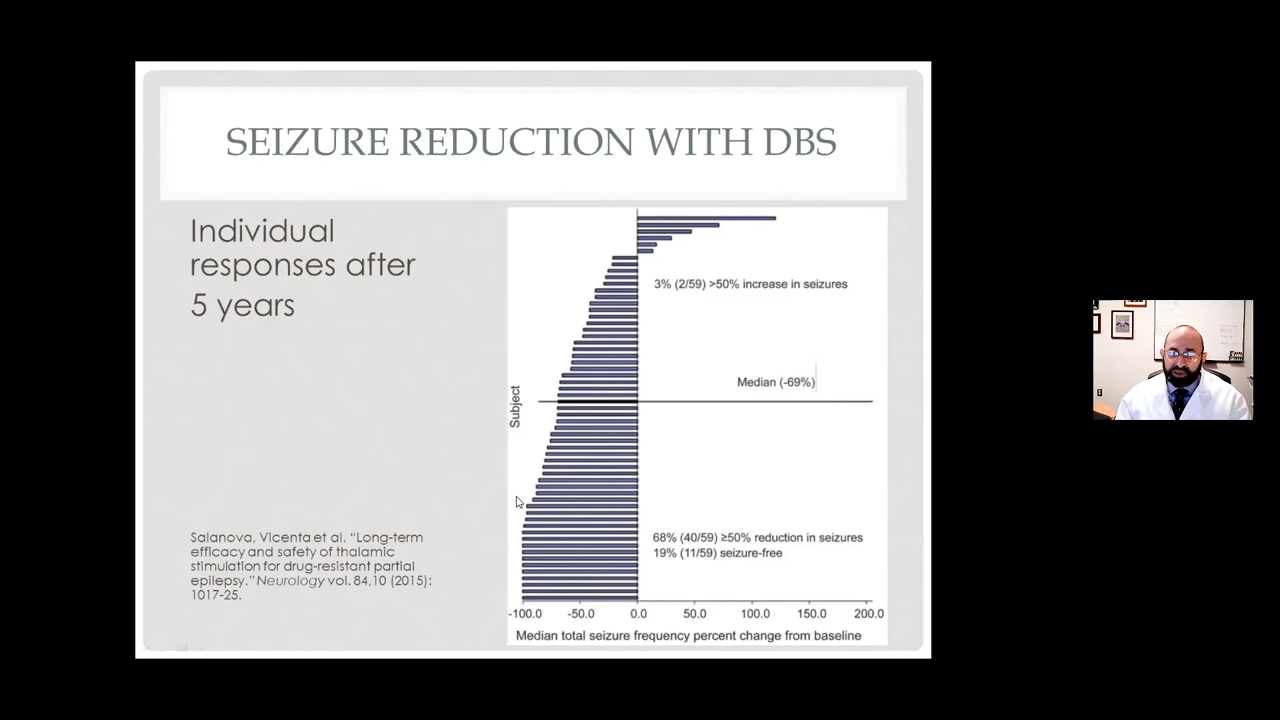 SEIZURE REDUCTION WITH DBS
Individual
responses after
5 years
Salanova, Vicenta et al. “Long-term
efficacy and safety of thalamic
stimulation for drug-resistant partial
epilepsy.” Neurology vol. 84,10 (2015):
1017-25.
3% (2/59) >50% increase in seizures
Median (-69%)
Subject
68% (40/59) ≥50% reduction in seizures
19% (11/59) seizure-free
-100.0 -50.0 0.0 50.0 100.0 150.0 200.0
Median total seizure frequency percent change from baseline